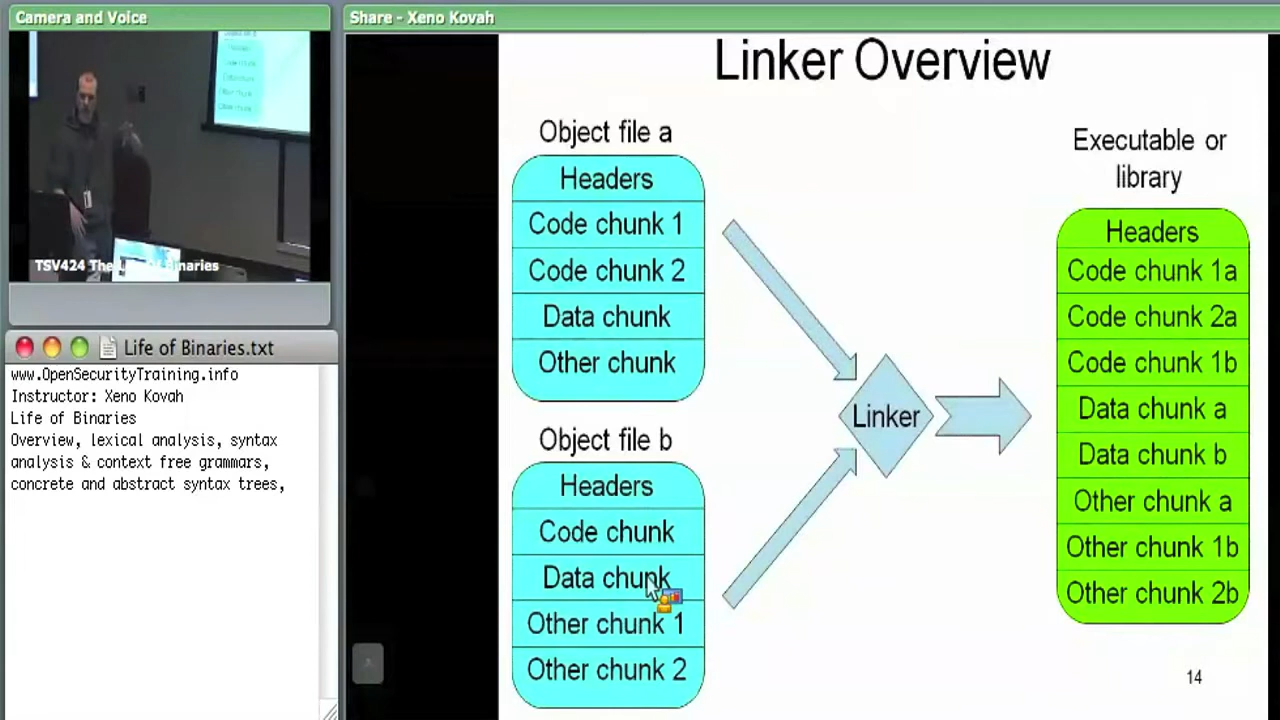 Camera and Voice
TSV424 The Life Of Binaries
Life of Binaries.txt
www.OpenSecurityTraining.info
Instructor: Xeno Kovah
Life of Binaries
Overview, lexical analysis, syntax
analysis & context free grammars,
concrete and abstract syntax trees,
Share - Xeno Kovah
Linker Overview
Object file a
Headers
Code chunk 1
Code chunk 2
Data chunk
Other chunk
Object file b
Headers
Code chunk
Data chunk
Other chunk 1
Other chunk 2
Linker
Executable or
library
Headers
Code chunk 1a
Code chunk 2a
Code chunk 1b
Data chunk a
Data chunk b
Other chunk a
Other chunk 1b
Other chunk 2b
14